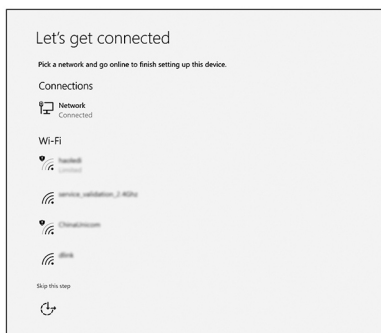 Let's get connected
Pick a network and go online to finish setting up this device.
Connections
Network
Connected
Wi-Fi
Limited
service_validation_2.4Ghz
ChinaUnicom
dlink
Skip this step